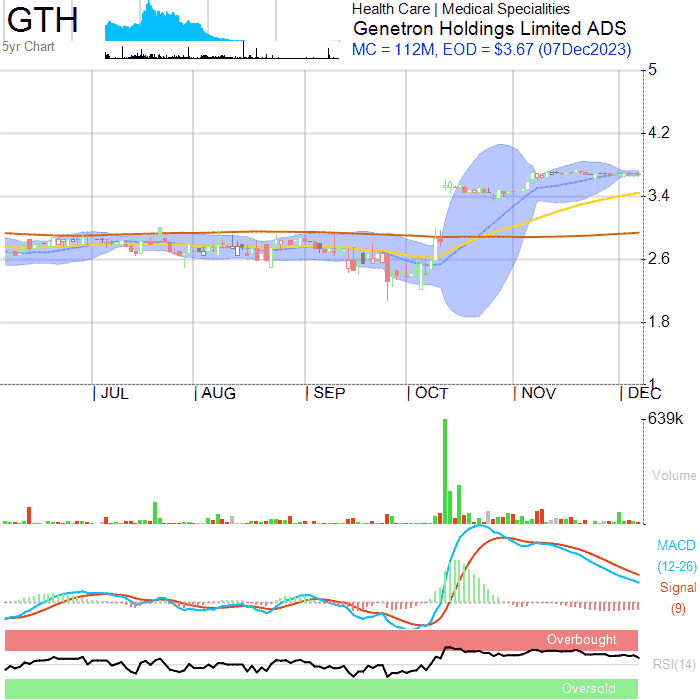 GTH
5yr Chart
Health Care | Medical Specialities
Genetron Holdings Limited ADS
MC = 112M, EOD = $3.67 (07Dec2023)
5
4.2
3.4
2.6
1.8
1
JUL AUG SEP OCT NOV DEC
639k
Volume
MACD
(12-26)
Signal
(9)
Overbought
RSI(14)
Oversold